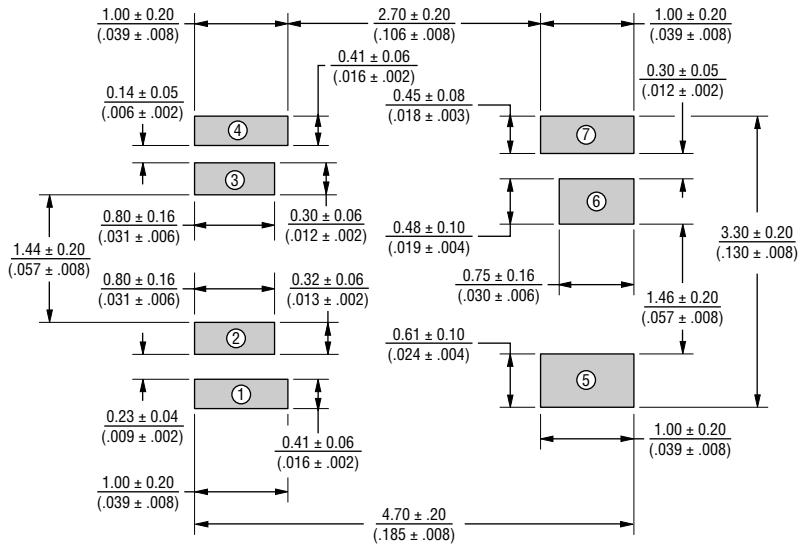 1.00 ± 0.20
(.039 ± .008)
2.70 ± 0.20
(.106 ± .008)
1.00 ± 0.20
(.039 ± .008)
0.41 ± 0.06
(.016 ± .002)
0.30 ± 0.05
(.012 ± .002)
0.14 ± 0.05
(.006 ± .002)
0.45 ± 0.08
(.018 ± .003)
4
7
3
6
0.80 ± 0.16
(.031 ± .006)
0.30 ± 0.06
(.012 ± .002)
0.48 ± 0.10
(.019 ± .004)
3.30 ± 0.20
(.130 ± .008)
1.44 ± 0.20
(.057 ± .008)
0.80 ± 0.16
(.031 ± .006)
0.32 ± 0.06
(.013 ± .002)
0.75 ± 0.16
(.030 ± .006)
1.46 ± 0.20
(.057 ± .008)
2
0.61 ± 0.10
(.024 ± .004)
5
1
0.23 ± 0.04
(.009 ± .002)
0.41 ± 0.06
(.016 ± .002)
1.00 ± 0.20
(.039 ± .008)
1.00 ± 0.20
(.039 ± .008)
4.70 ± .20
(.185 ± .008)